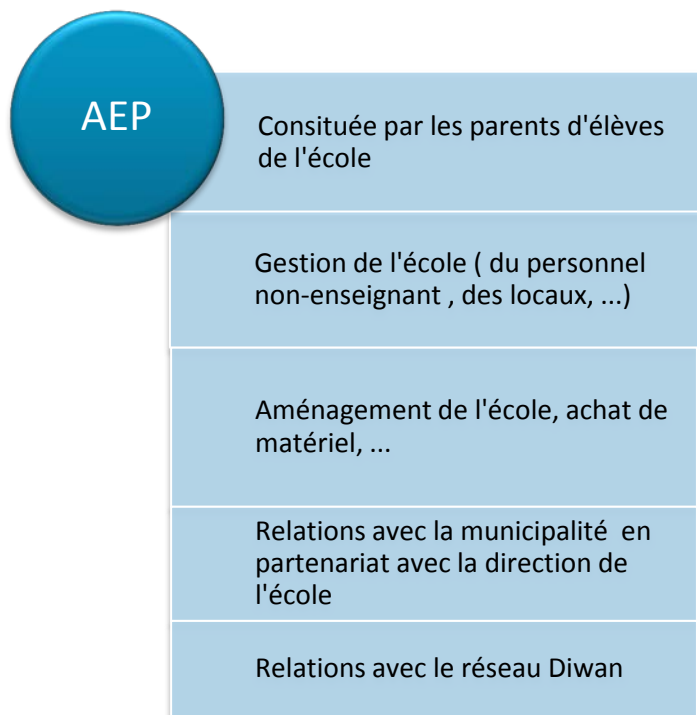 AEP
Consituée par les parents d'élèves
de l'école
Gestion de l'école ( du personnel
non-enseignant , des locaux, ...)
Aménagement de l'école, achat de
matériel, ...
Relations avec la municipalité  en
partenariat avec la direction de
l'école
Relations avec le réseau Diwan